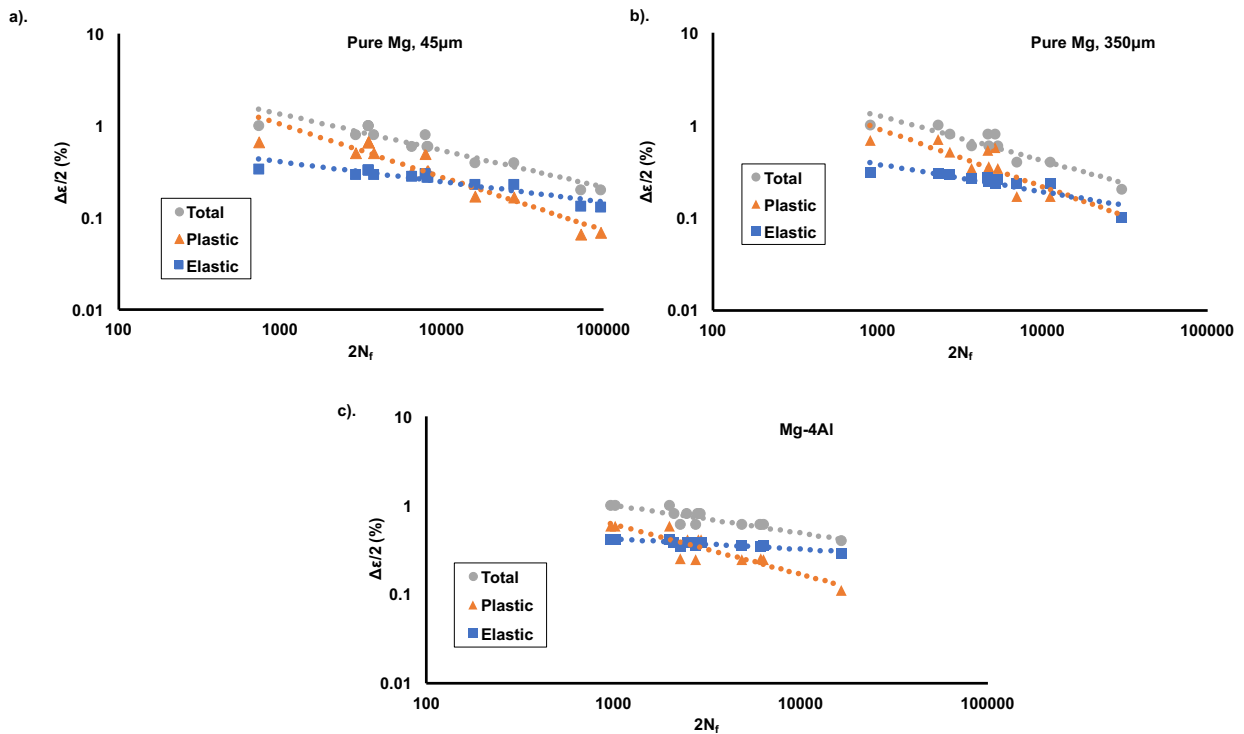 a).
Pure Mg, 45µm
10
1
0.1
0.01
Δε/2 (%)
Total
Plastic
Elastic
100
1000
10000
100000
2Nf
b).
Pure Mg, 350µm
10
1
0.1
0.01
Δε/2 (%)
Total
Plastic
Elastic
100
1000
10000
100000
2Nf
c).
Mg-4Al
10
1
0.1
0.01
Δε/2 (%)
Total
Plastic
Elastic
100
1000
10000
100000
2Nf